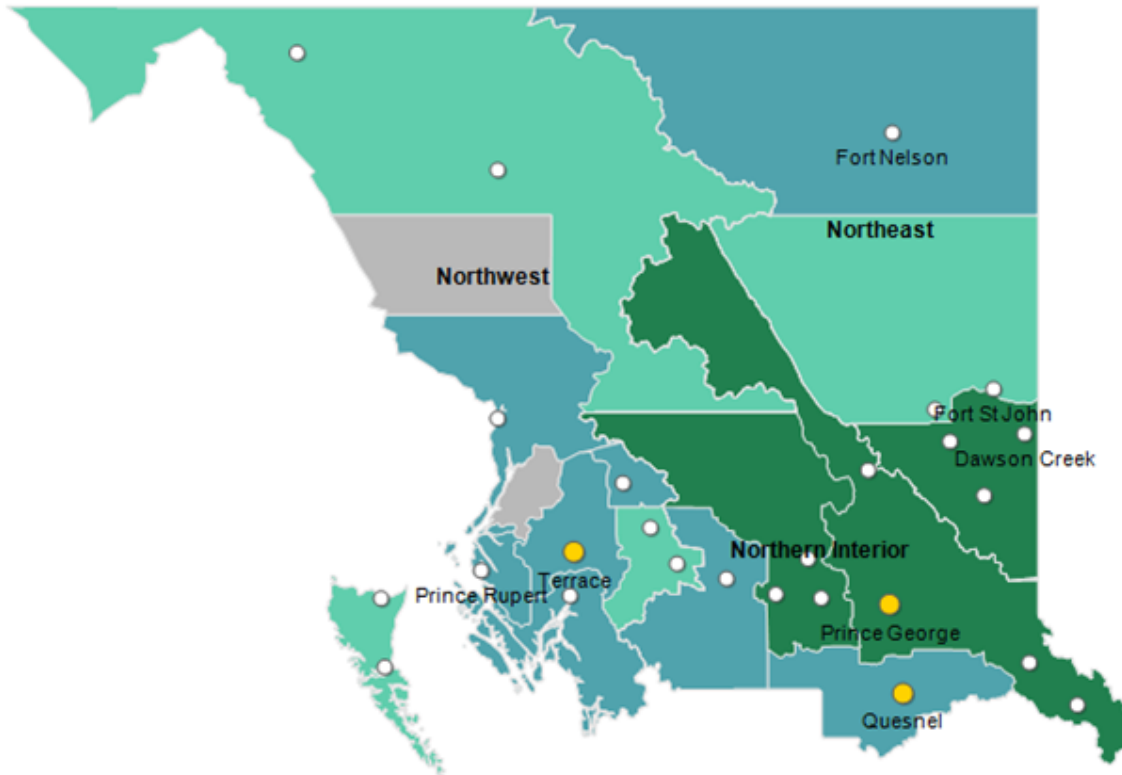 Fort Nelson
Northeast
Northwest
Fort St John
Dawson Creek
Northern Interior
Terrace
Prince Rupert
Prince George
Quesnel